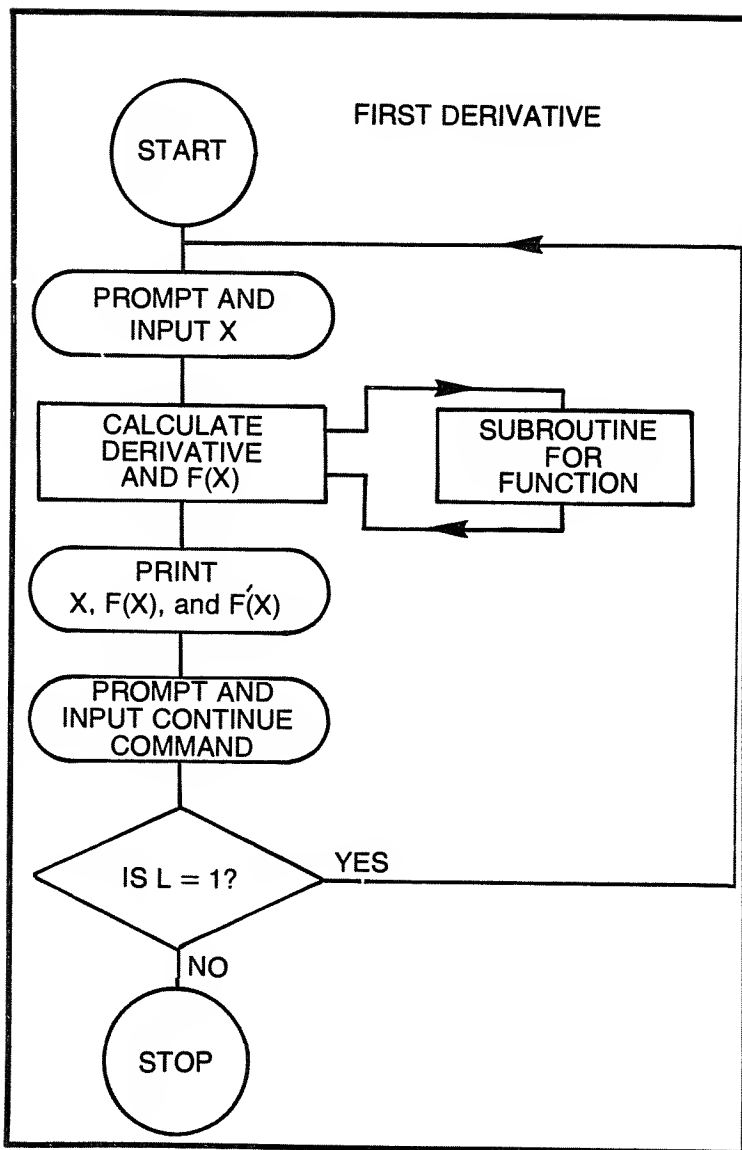 FIRST DERIVATIVE
START
PROMPT AND
INPUT X
CALCULATE
DERIVATIVE
AND F(X)
SUBROUTINE
FOR
FUNCTION
PRINT
X, F(X), and F′(X)
PROMPT AND
INPUT CONTINUE
COMMAND
IS L = 1?
YES
NO
STOP